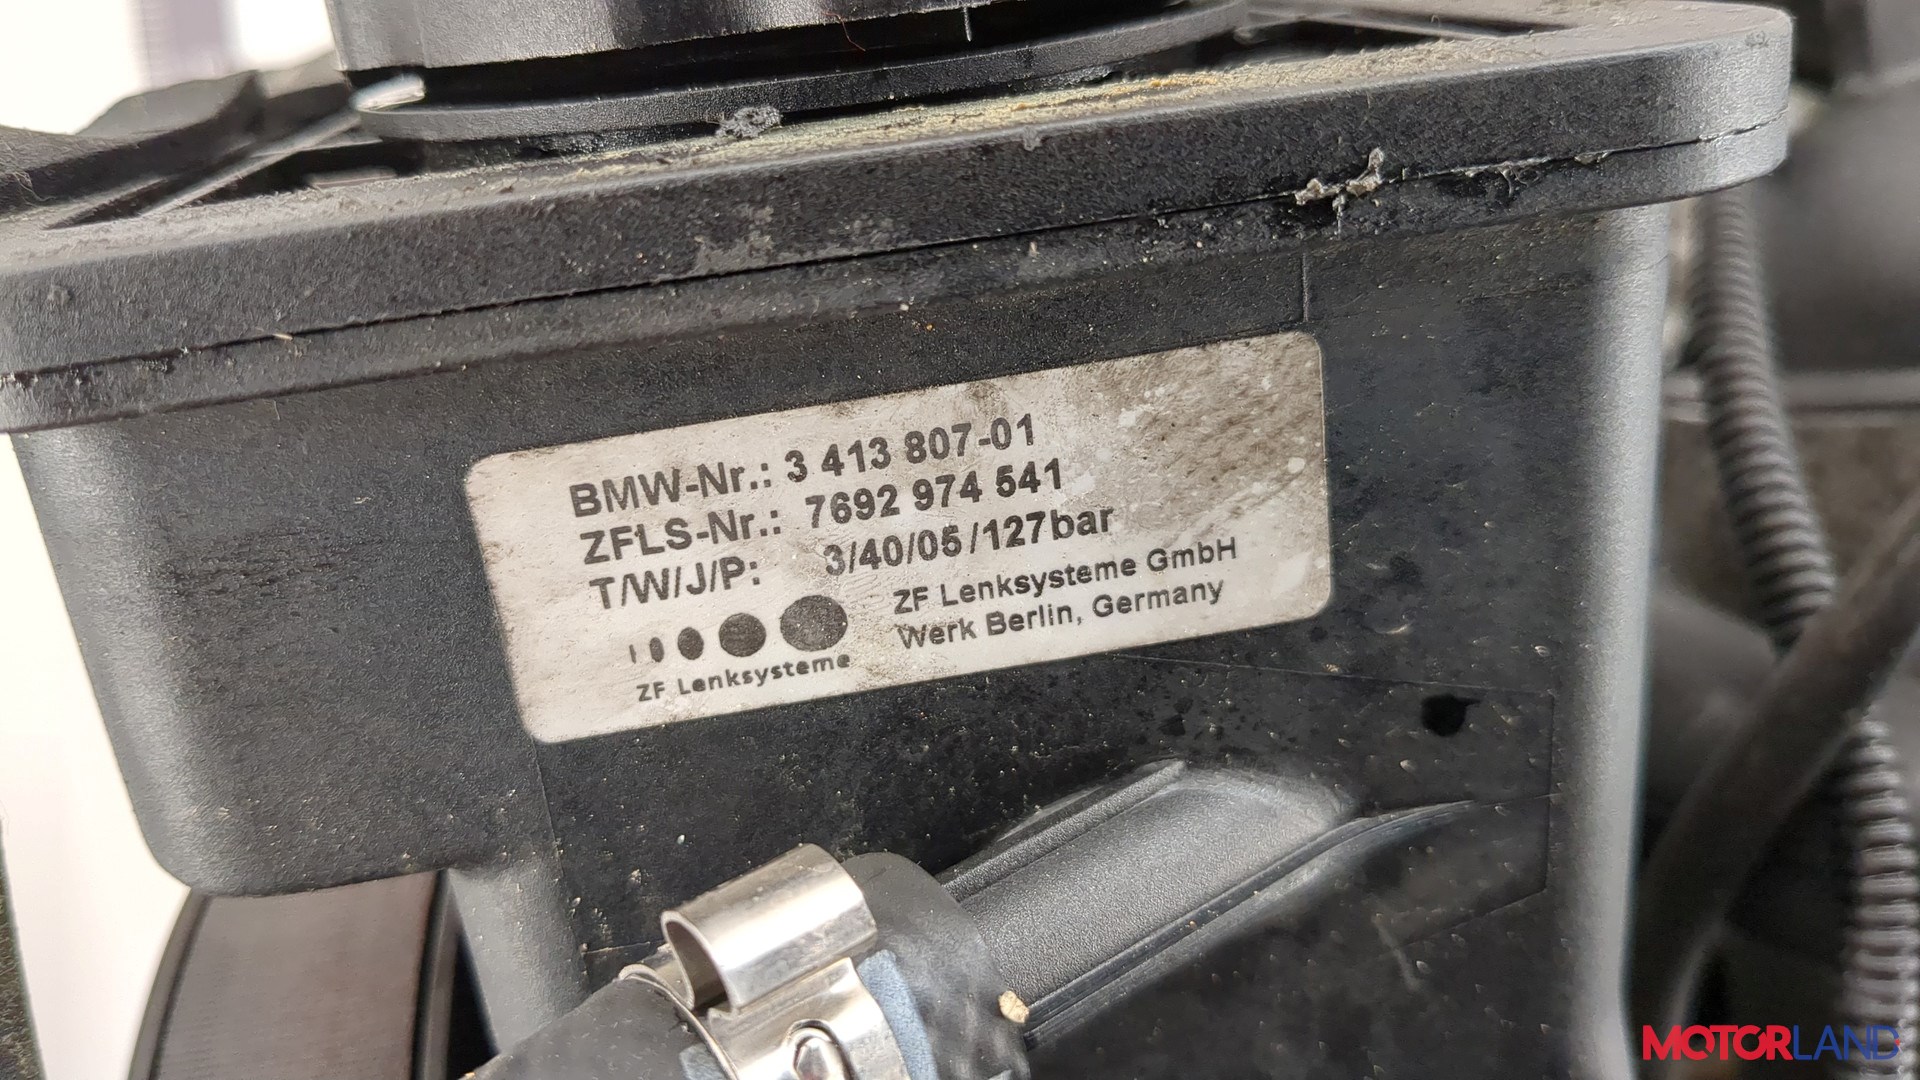 BMW-Nr.: 3 413 807-01
ZFLS-Nr.: 7692 974 541
T/W/J/P: 3/40/05/127bar
ZF Lenksysteme GmbH
Werk Berlin, Germany
ZF Lenksysteme
MOTORLAND